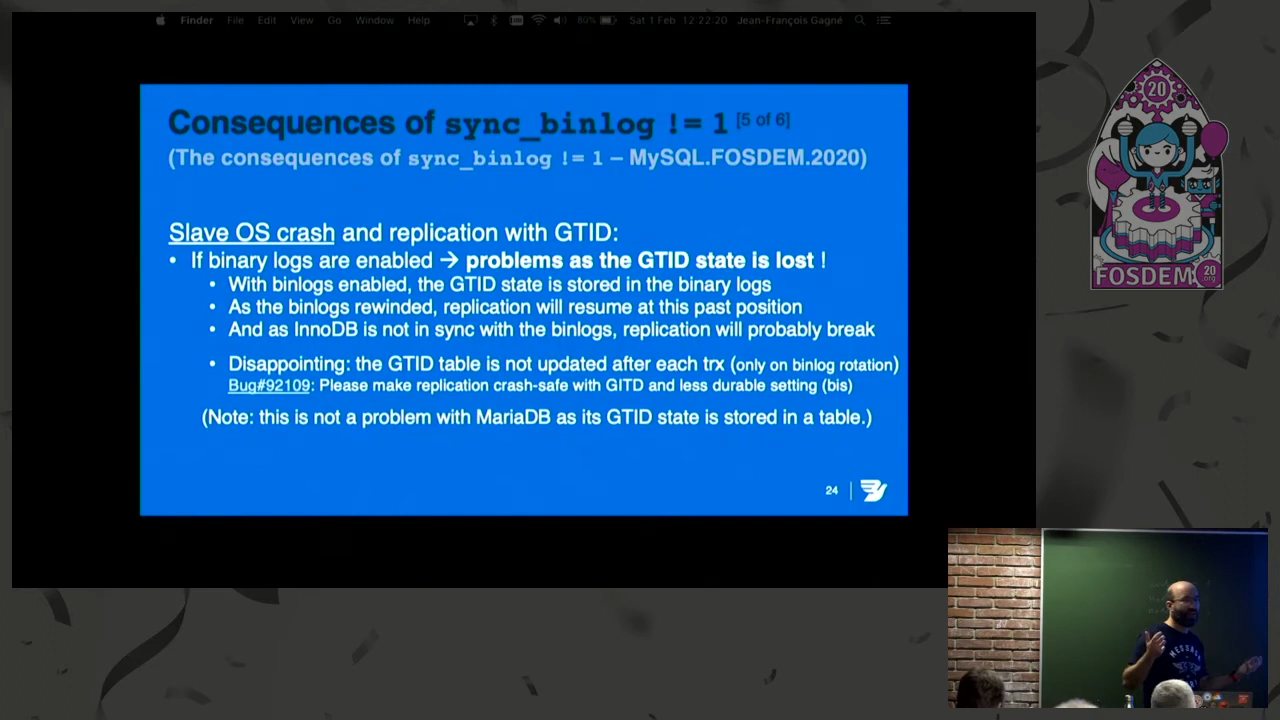 Finder File Edit View Go Window Help 80% Sat 1 Feb 12:22:20 Jean-François Gagné
Consequences of sync_binlog != 1 [5 of 6]
(The consequences of sync_binlog != 1 – MySQL.FOSDEM.2020)
Slave OS crash and replication with GTID:
• If binary logs are enabled → problems as the GTID state is lost !
• With binlogs enabled, the GTID state is stored in the binary logs
• As the binlogs rewinded, replication will resume at this past position
• And as InnoDB is not in sync with the binlogs, replication will probably break
• Disappointing: the GTID table is not updated after each trx (only on binlog rotation)
Bug#92109: Please make replication crash-safe with GITD and less durable setting (bis)
(Note: this is not a problem with MariaDB as its GTID state is stored in a table.)
24
20
FOSDEM 20
.org